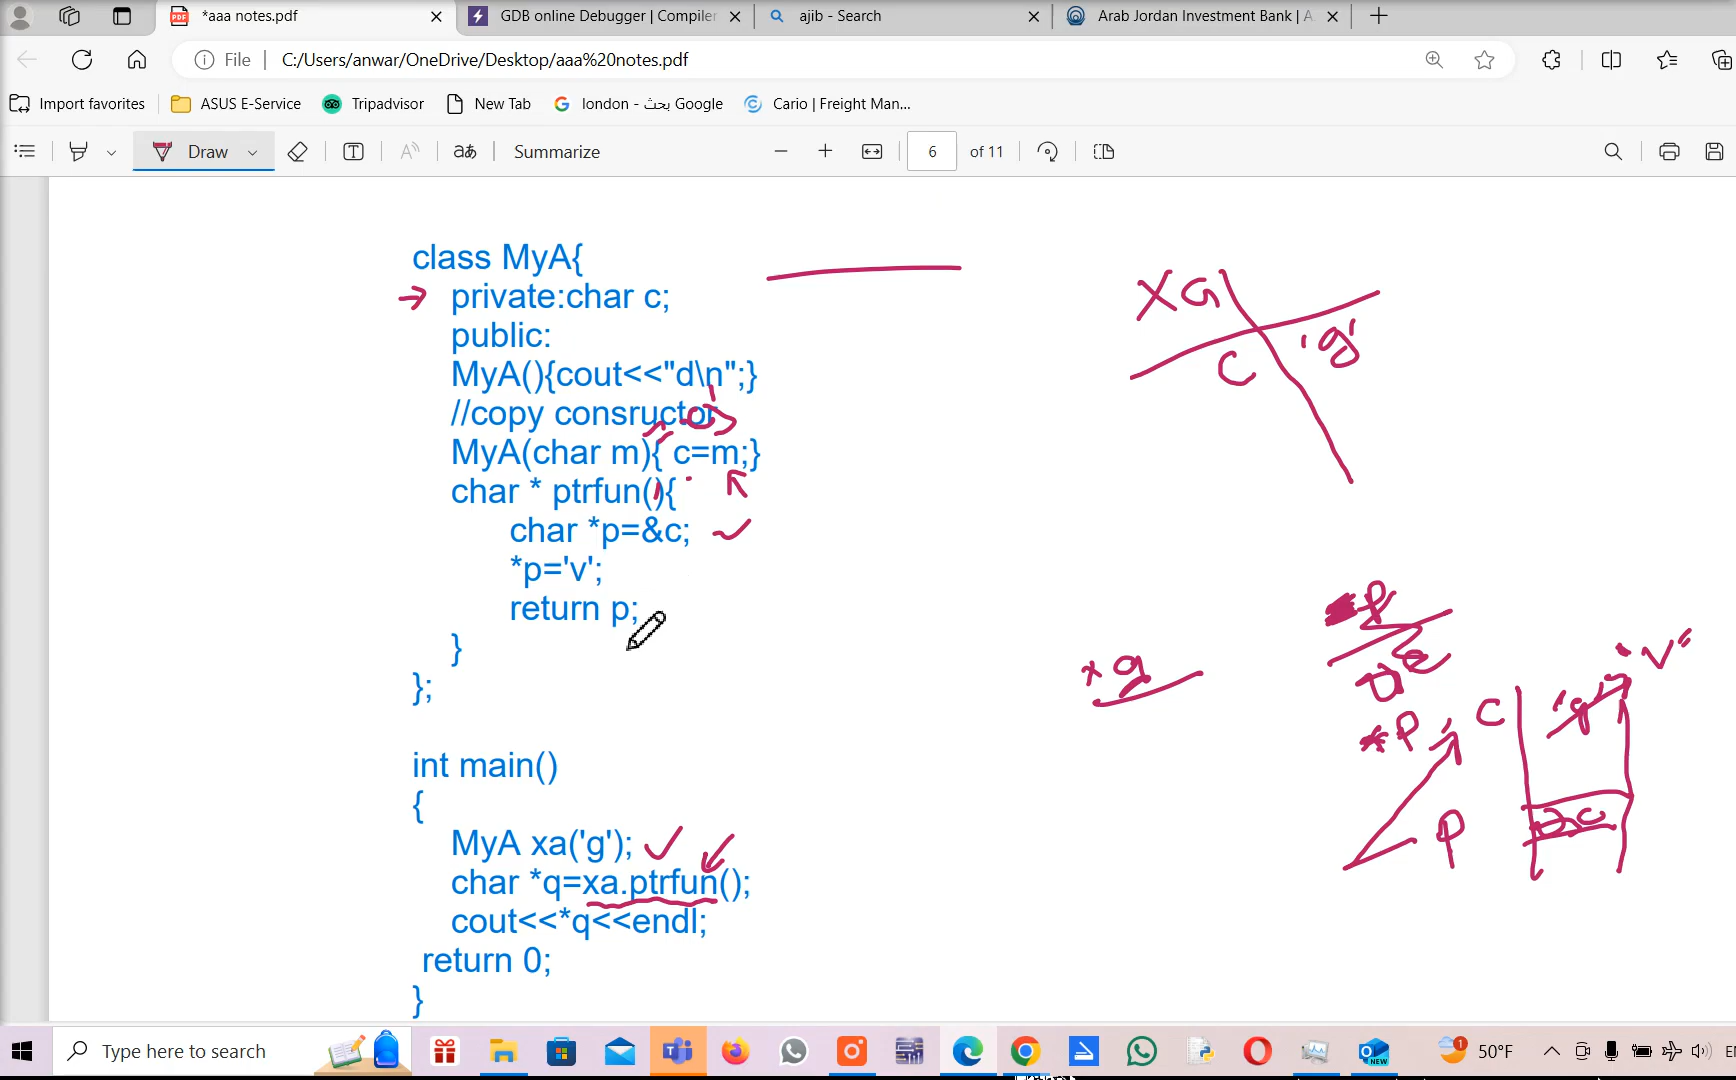 *aaa notes.pdf
GDB online Debugger | Compiler
ajib - Search
Arab Jordan Investment Bank | A
File
C:/Users/anwar/OneDrive/Desktop/aaa%20notes.pdf
Import favorites
ASUS E-Service
Tripadvisor
New Tab
london - بحث Google
Cario | Freight Man...
Draw
Summarize
6 of 11
class MyA{
private:char c;
public:
MyA(){cout<<"d\n";}
//copy consructor
MyA(char m){ c=m;}
char * ptrfun(){
char *p=&c;
*p='v';
return p;
}
};
int main()
{
MyA xa('g');
char *q=xa.ptrfun();
cout<<*q<<endl;
return 0;
}
XG
C 'g'
*P
* q
"V"
*P
C 'g'
P
Type here to search
50°F